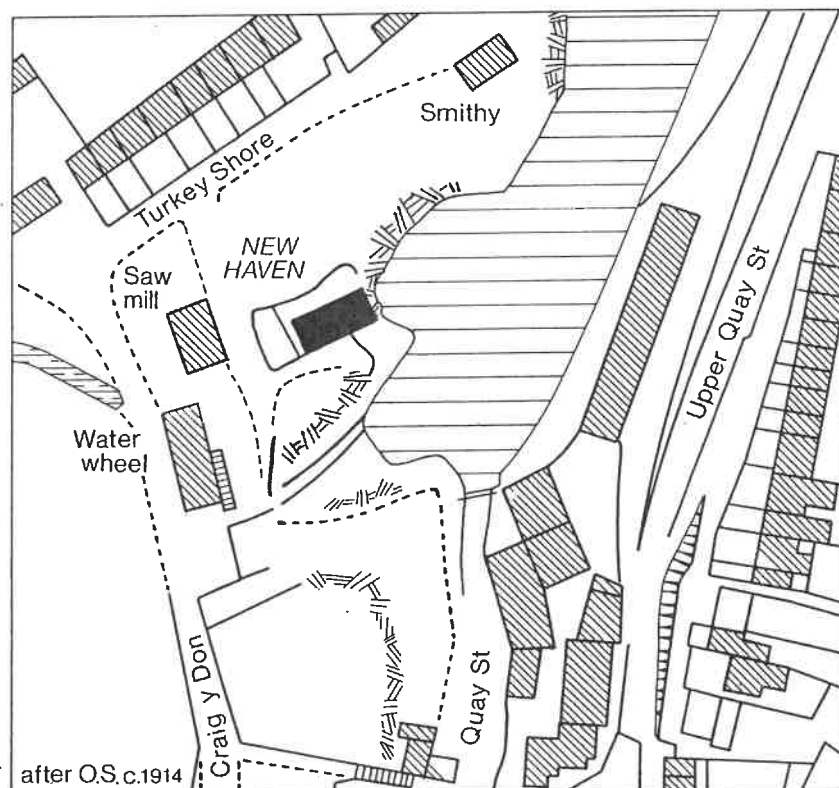 Smithy
Turkey Shore
NEW
HAVEN
Saw
mill
Upper Quay St
Water
wheel
Craig y Don
Quay St
after O.S. c.1914